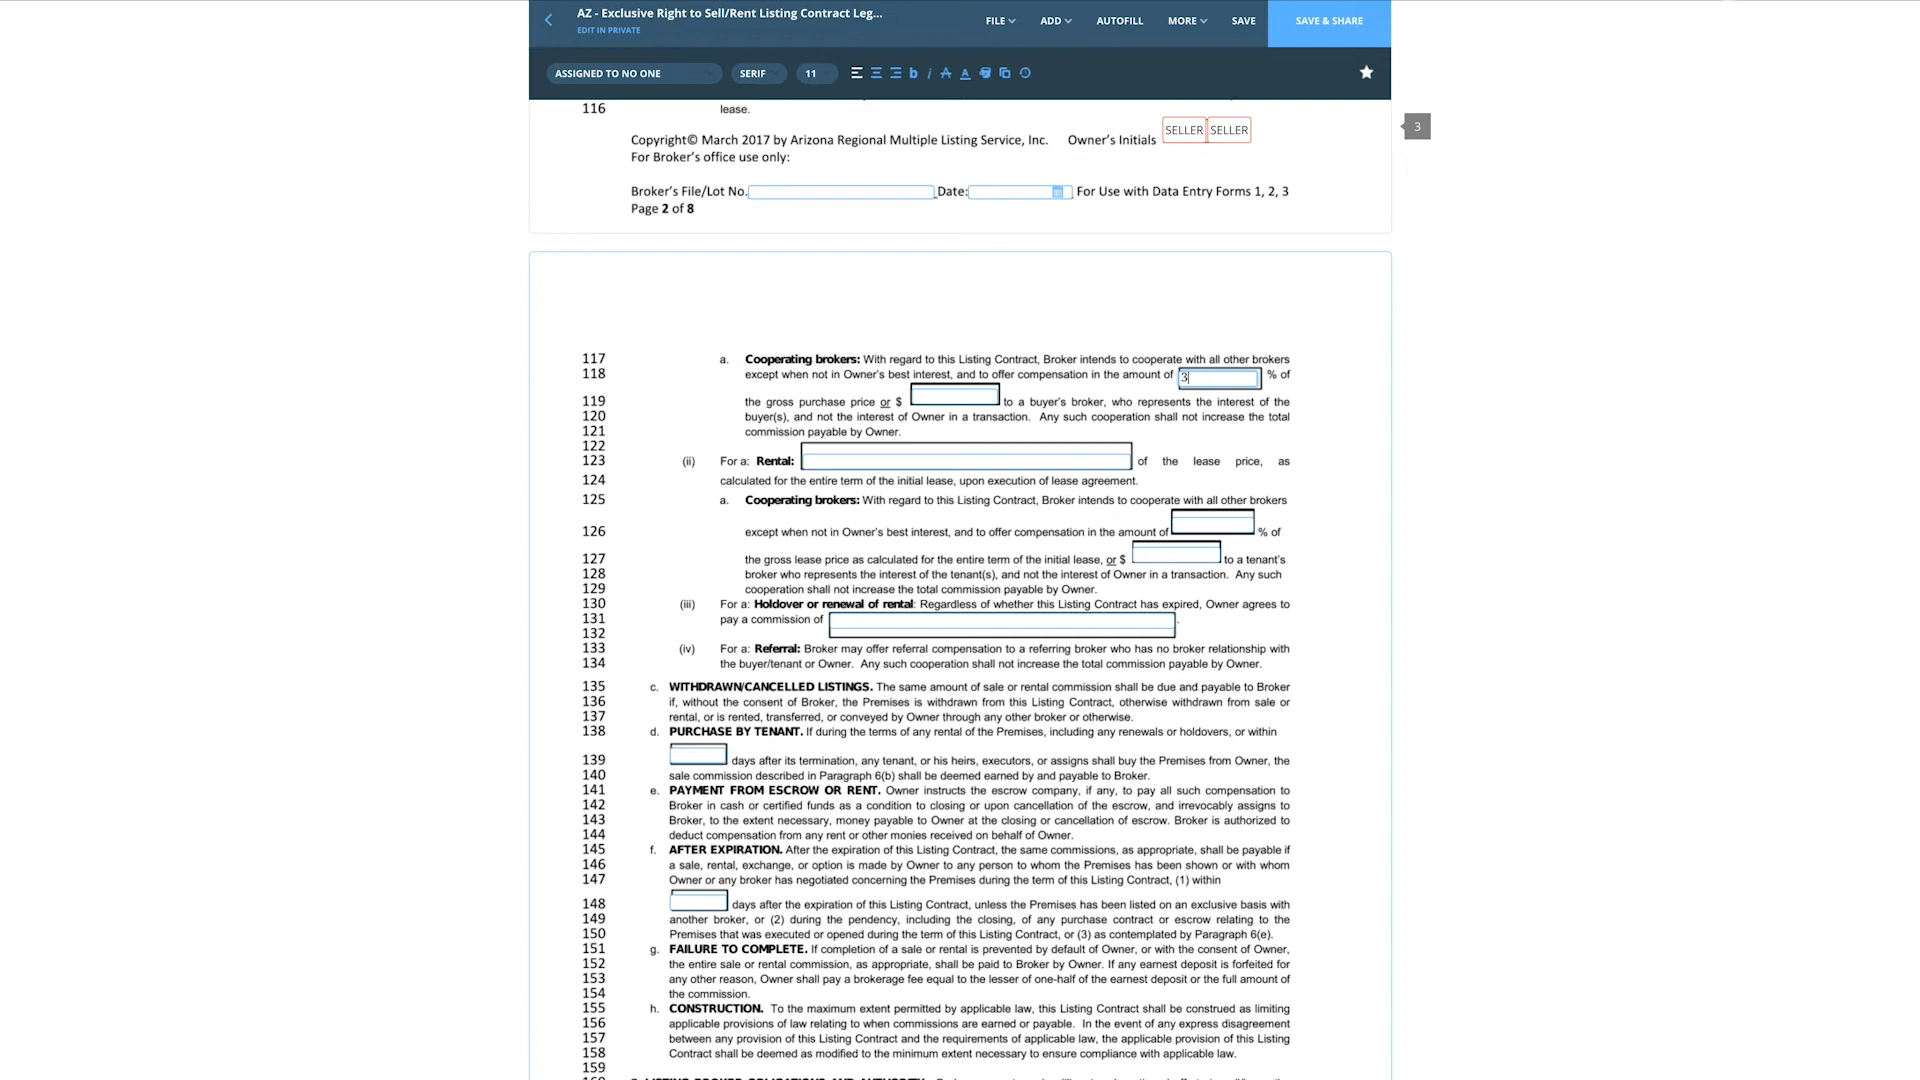 AZ - Exclusive Right to Sell/Rent Listing Contract Leg...
EDIT IN PRIVATE
FILE ADD AUTOFILL MORE SAVE SAVE & SHARE
ASSIGNED TO NO ONE SERIF 11 b i A A
116 lease.
Copyright© March 2017 by Arizona Regional Multiple Listing Service, Inc. Owner's Initials SELLER SELLER
3
For Broker's office use only:
Broker's File/Lot No. Date: For Use with Data Entry Forms 1, 2, 3
Page 2 of 8
117 a. Cooperating brokers: With regard to this Listing Contract, Broker intends to cooperate with all other brokers
118 except when not in Owner's best interest, and to offer compensation in the amount of 3 % of
119 the gross purchase price or $ to a buyer's broker, who represents the interest of the
120 buyer(s), and not the interest of Owner in a transaction. Any such cooperation shall not increase the total
121 commission payable by Owner.
122
123 (ii) For a: Rental: of the lease price, as
124 calculated for the entire term of the initial lease, upon execution of lease agreement.
125 a. Cooperating brokers: With regard to this Listing Contract, Broker intends to cooperate with all other brokers
126 except when not in Owner's best interest, and to offer compensation in the amount of % of
127 the gross lease price as calculated for the entire term of the initial lease, or $ to a tenant's
128 broker who represents the interest of the tenant(s), and not the interest of Owner in a transaction. Any such
129 cooperation shall not increase the total commission payable by Owner.
130 (iii) For a: Holdover or renewal of rental: Regardless of whether this Listing Contract has expired, Owner agrees to
131 pay a commission of .
132
133 (iv) For a: Referral: Broker may offer referral compensation to a referring broker who has no broker relationship with
134 the buyer/tenant or Owner. Any such cooperation shall not increase the total commission payable by Owner.
135 c. WITHDRAWN/CANCELLED LISTINGS. The same amount of sale or rental commission shall be due and payable to Broker
136 if, without the consent of Broker, the Premises is withdrawn from this Listing Contract, otherwise withdrawn from sale or
137 rental, or is rented, transferred, or conveyed by Owner through any other broker or otherwise.
138 d. PURCHASE BY TENANT. If during the terms of any rental of the Premises, including any renewals or holdovers, or within
139 days after its termination, any tenant, or his heirs, executors, or assigns shall buy the Premises from Owner, the
140 sale commission described in Paragraph 6(b) shall be deemed earned by and payable to Broker.
141 e. PAYMENT FROM ESCROW OR RENT. Owner instructs the escrow company, if any, to pay all such compensation to
142 Broker in cash or certified funds as a condition to closing or upon cancellation of the escrow, and irrevocably assigns to
143 Broker, to the extent necessary, money payable to Owner at the closing or cancellation of escrow. Broker is authorized to
144 deduct compensation from any rent or other monies received on behalf of Owner.
145 f. AFTER EXPIRATION. After the expiration of this Listing Contract, the same commissions, as appropriate, shall be payable if
146 a sale, rental, exchange, or option is made by Owner to any person to whom the Premises has been shown or with whom
147 Owner or any broker has negotiated concerning the Premises during the term of this Listing Contract, (1) within
148 days after the expiration of this Listing Contract, unless the Premises has been listed on an exclusive basis with
149 another broker, or (2) during the pendency, including the closing, of any purchase contract or escrow relating to the
150 Premises that was executed or opened during the term of this Listing Contract, or (3) as contemplated by Paragraph 6(e).
151 g. FAILURE TO COMPLETE. If completion of a sale or rental is prevented by default of Owner, or with the consent of Owner,
152 the entire sale or rental commission, as appropriate, shall be paid to Broker by Owner. If any earnest deposit is forfeited for
153 any other reason, Owner shall pay a brokerage fee equal to the lesser of one-half of the earnest deposit or the full amount of
154 the commission.
155 h. CONSTRUCTION. To the maximum extent permitted by applicable law, this Listing Contract shall be construed as limiting
156 applicable provisions of law relating to when commissions are earned or payable. In the event of any express disagreement
157 between any provision of this Listing Contract and the requirements of applicable law, the applicable provision of this Listing
158 Contract shall be deemed as modified to the minimum extent necessary to ensure compliance with applicable law.
159